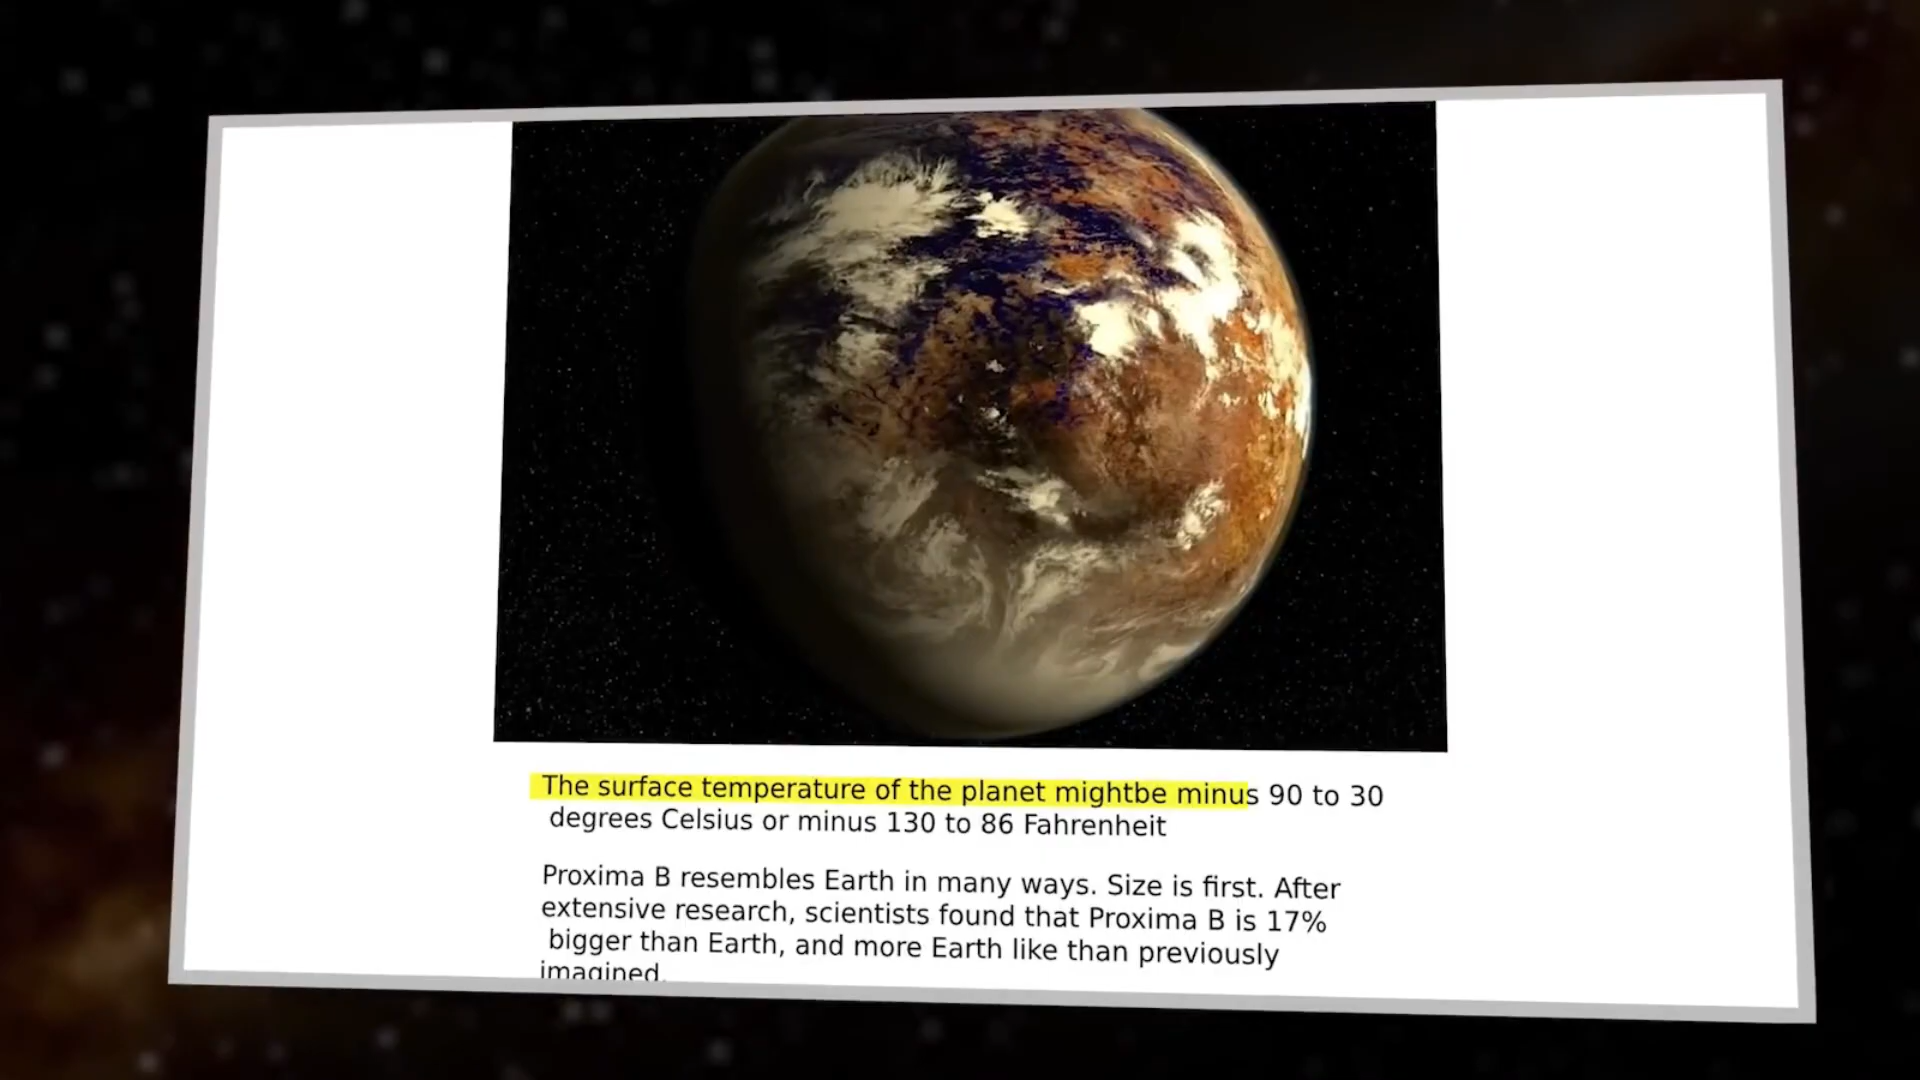 The surface temperature of the planet mightbe minus 90 to 30
degrees Celsius or minus 130 to 86 Fahrenheit
Proxima B resembles Earth in many ways. Size is first. After
extensive research, scientists found that Proxima B is 17%
bigger than Earth, and more Earth like than previously
imagined.